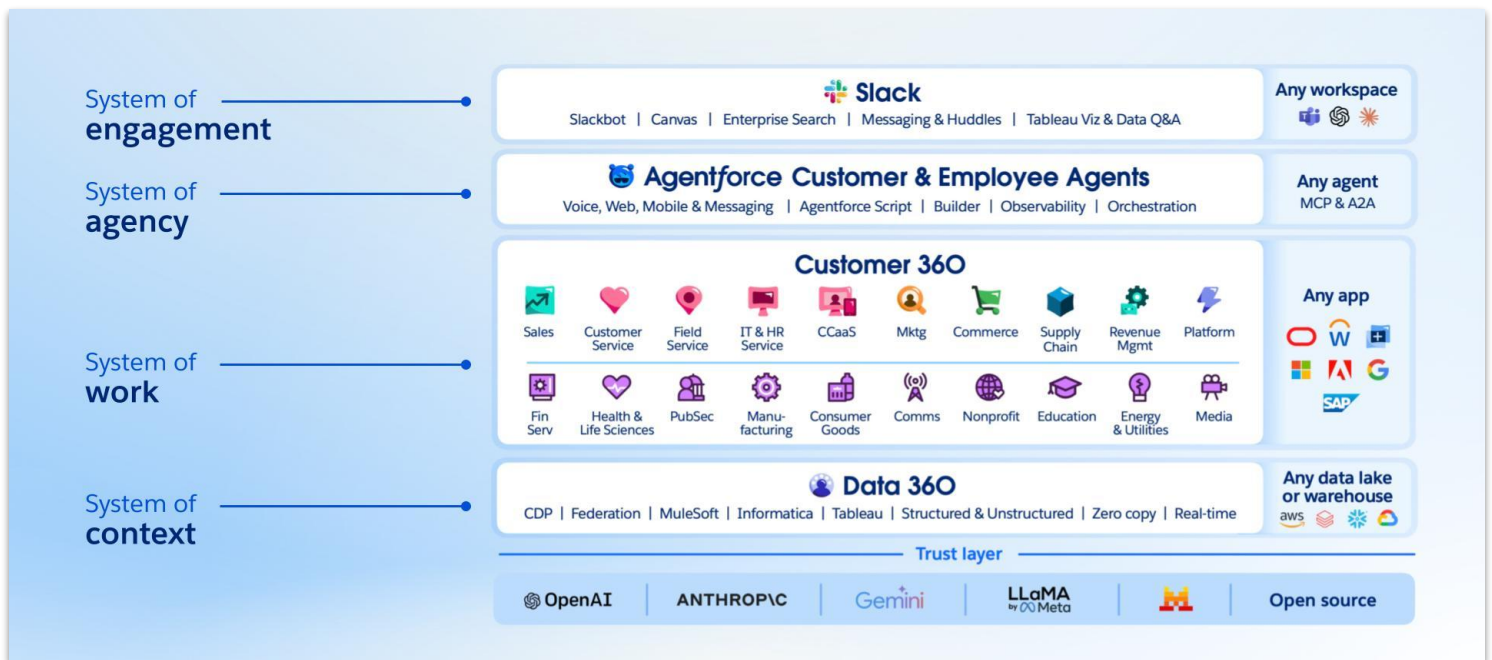 System of
engagement
Slack
Slackbot | Canvas | Enterprise Search | Messaging & Huddles | Tableau Viz & Data Q&A
Any workspace
System of
agency
Agentforce Customer & Employee Agents
Voice, Web, Mobile & Messaging | Agentforce Script | Builder | Observability | Orchestration
Any agent
MCP & A2A
System of
work
Customer 360
Sales
Customer
Service
Field
Service
IT & HR
Service
CCaaS
Mktg
Commerce
Supply
Chain
Revenue
Mgmt
Platform
Fin
Serv
Health &
Life Sciences
PubSec
Manu-
facturing
Consumer
Goods
Comms
Nonprofit
Education
Energy
& Utilities
Media
Any app
W
SAP
System of
context
Data 360
CDP | Federation | MuleSoft | Informatica | Tableau | Structured & Unstructured | Zero copy | Real-time
Any data lake
or warehouse
aws
Trust layer
OpenAI
ANTHROP\C
Gemini
LLaMA
by Meta
Open source